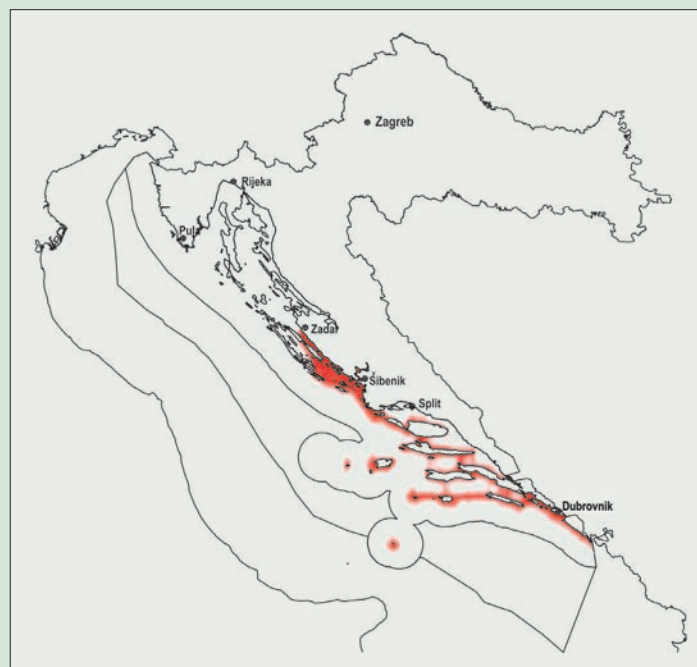 Zagreb
Rijeka
Pula
Zadar
Šibenik
Split
Dubrovnik